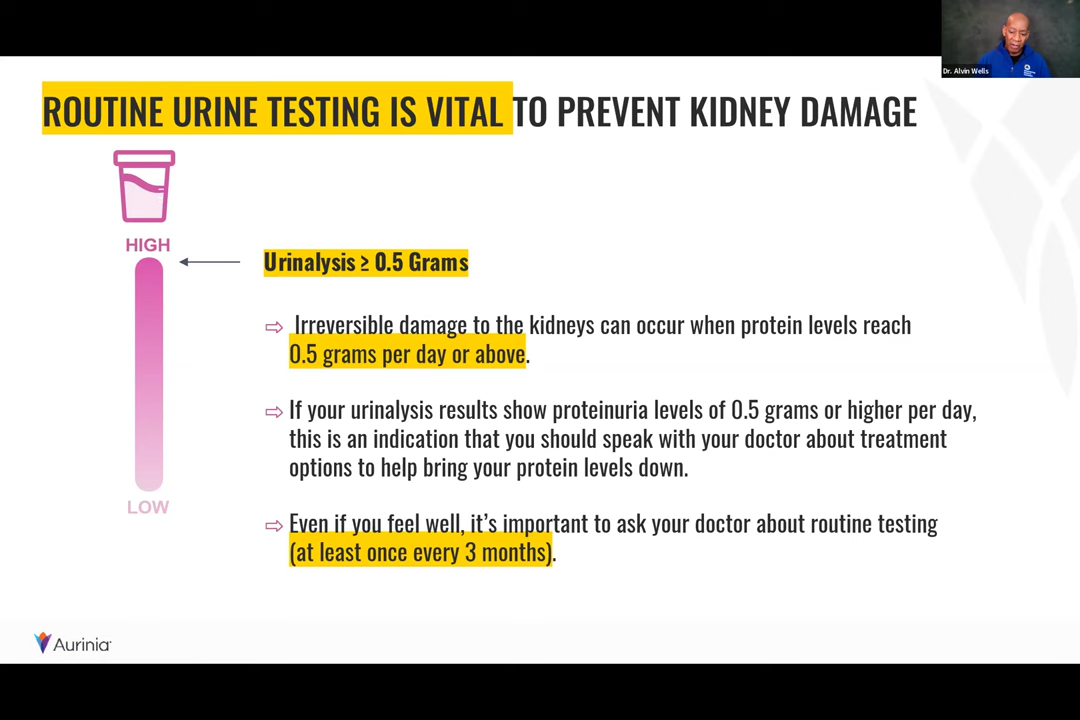 Dr. Alvin Wells
ROUTINE URINE TESTING IS VITAL TO PREVENT KIDNEY DAMAGE
HIGH
Urinalysis ≥ 0.5 Grams
⇨ Irreversible damage to the kidneys can occur when protein levels reach
0.5 grams per day or above.
⇨ If your urinalysis results show proteinuria levels of 0.5 grams or higher per day,
this is an indication that you should speak with your doctor about treatment
options to help bring your protein levels down.
LOW
⇨ Even if you feel well, it’s important to ask your doctor about routine testing
(at least once every 3 months).
Aurinia